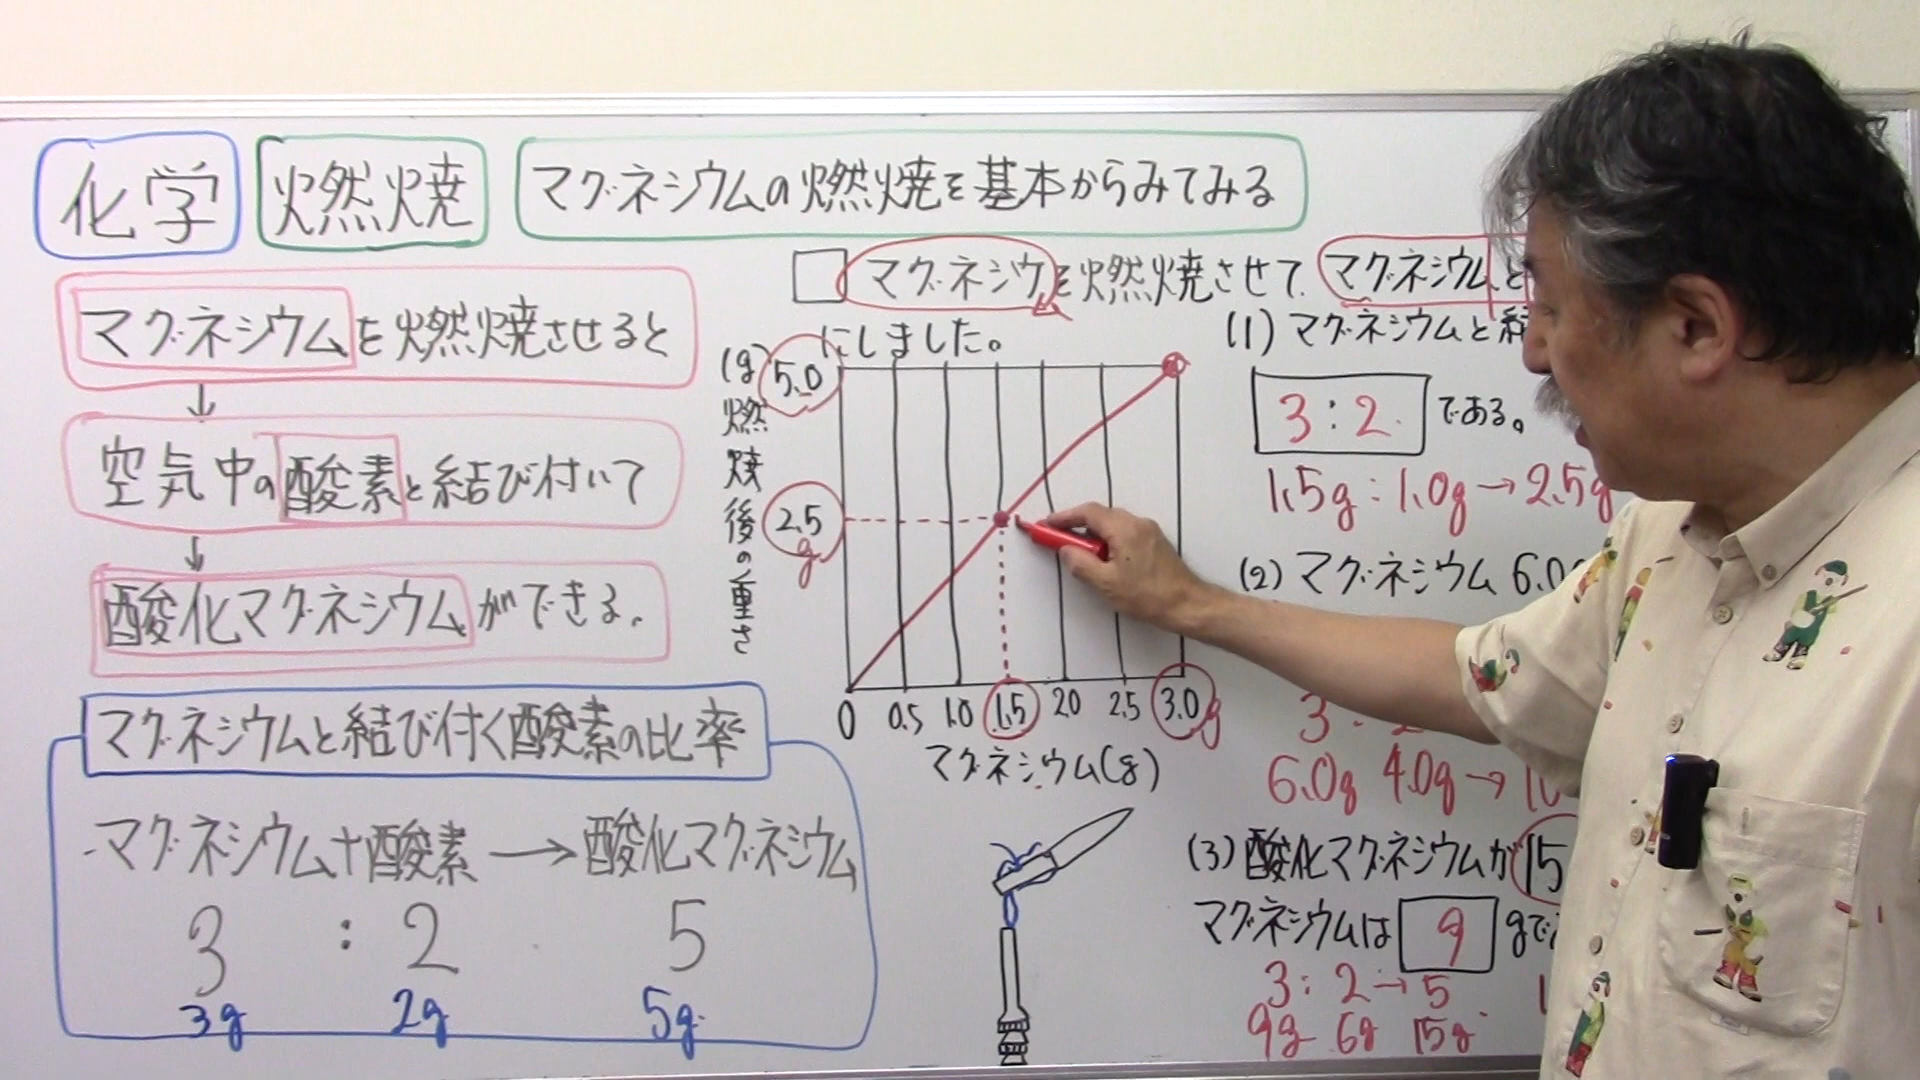 化学
燃焼
マグネシウムの燃焼を基本からみてみる
マグネシウムを燃焼させると
↓
空気中の酸素と結び付いて
↓
酸化マグネシウムができる。
マグネシウムと結び付く酸素の比率
マグネシウム+酸素→酸化マグネシウム
3 : 2 5
3g 2g 5g
マグネシウを燃焼させて
にしました。
(g)
5.0
2.5
g
燃焼後の重さ
0 0.5 1.0 1.5 2.0 2.5 3.0 g
マグネシウム(g)
マグネシウムと
(1)マグネシウムと結
3:2 である。
1.5g:1.0g→2.5g
(2)マグネシウム6.0
3:2
6.0g 4.0g→10
(3)酸化マグネシウムが15
マグネシウムは 9 gで
3:2→5
9g 6g 15g